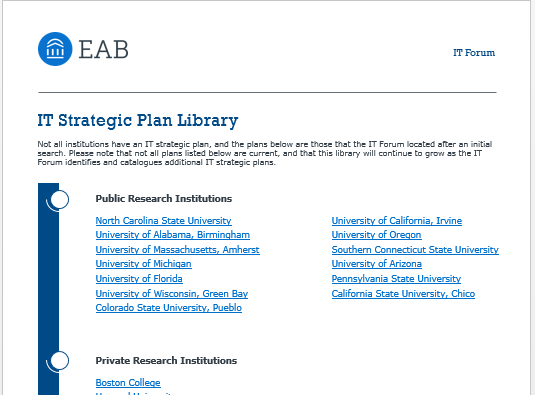 EAB
IT Forum
IT Strategic Plan Library
Not all institutions have an IT strategic plan, and the plans below are those that the IT Forum located after an initial
search. Please note that not all plans listed below are current, and that this library will continue to grow as the IT
Forum identifies and catalogues additional IT strategic plans.
Public Research Institutions
North Carolina State University
University of Alabama, Birmingham
University of Massachusetts, Amherst
University of Michigan
University of Florida
University of Wisconsin, Green Bay
Colorado State University, Pueblo
University of California, Irvine
University of Oregon
Southern Connecticut State University
University of Arizona
Pennsylvania State University
California State University, Chico
Private Research Institutions
Boston College